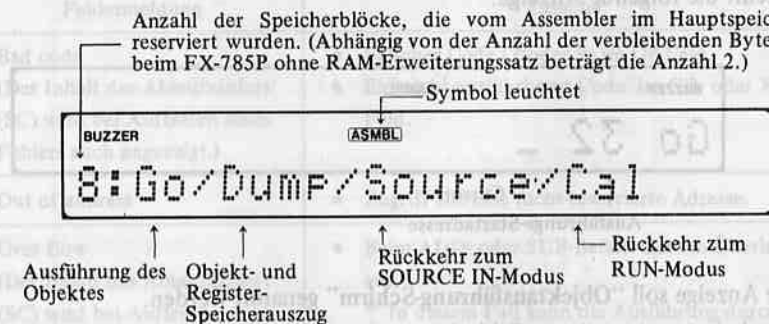 Anzahl der Speicherblöcke, die vom Assembler im Hauptspeic
reserviert wurden. (Abhängig von der Anzahl der verbleibenden Byte
beim FX-785P ohne RAM-Erweiterungssatz beträgt die Anzahl 2.)
Symbol leuchtet
BUZZER ASMBL
8:Go/Dump/Source/Cal
Ausführung des
Objektes
Objekt- und
Register-
Speicherauszug
Rückkehr zum
SOURCE IN-Modus
Rückkehr zum
RUN-Modus